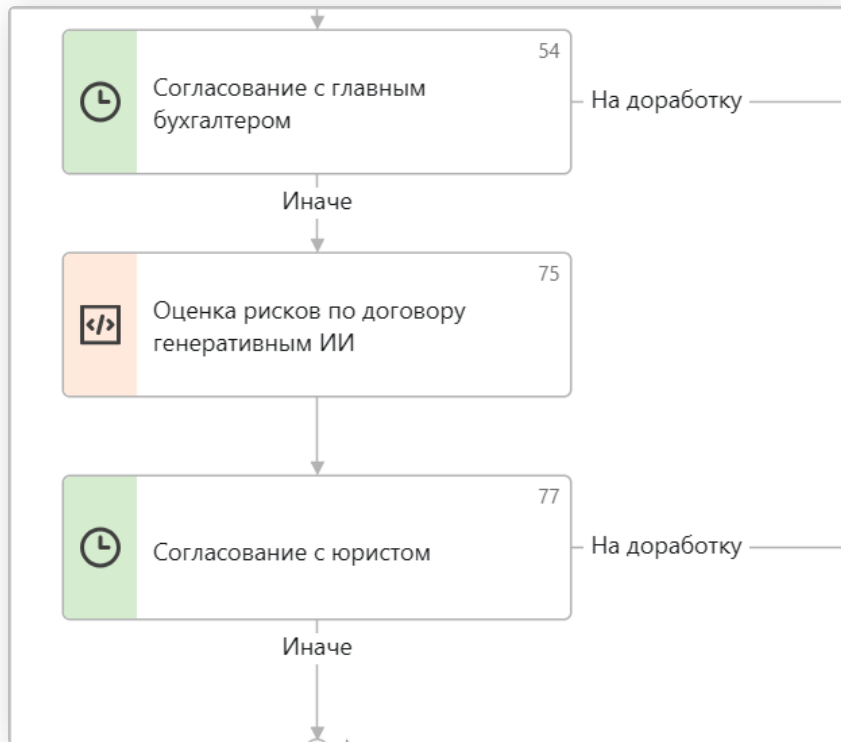 54
Согласование с главным
бухгалтером
На доработку
Иначе
75
Оценка рисков по договору
генеративным ИИ
77
Согласование с юристом
На доработку
Иначе